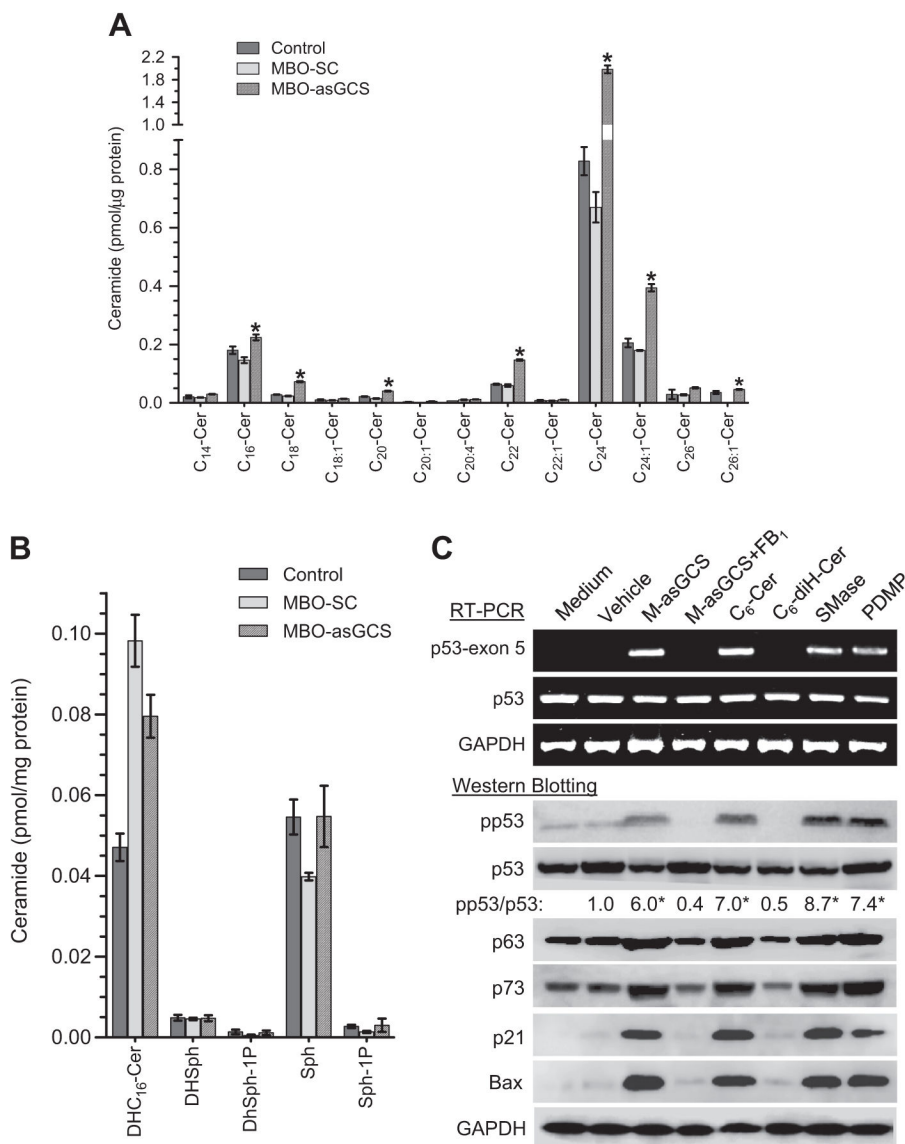 A
Control
MBO-SC
MBO-asGCS
Ceramide (pmol/µg protein)
2.2
1.8
1.4
1.0
0.8
0.6
0.4
0.2
0.0
* * * * * * *
C14-Cer C16-Cer C18-Cer C18:1-Cer C20-Cer C20:1-Cer C20:4-Cer C22-Cer C22:1-Cer C24-Cer C24:1-Cer C26-Cer C26:1-Cer
B
Control
MBO-SC
MBO-asGCS
Ceramide (pmol/mg protein)
0.10
0.08
0.06
0.04
0.02
0.00
DHC16-Cer DHSph DhSph-1P Sph Sph-1P
C
RT-PCR
Medium Vehicle M-asGCS M-asGCS+FB1 C6-Cer C6-diH-Cer SMase PDMP
p53-exon 5
p53
GAPDH
Western Blotting
pp53
p53
pp53/p53: 1.0 6.0* 0.4 7.0* 0.5 8.7* 7.4*
p63
p73
p21
Bax
GAPDH